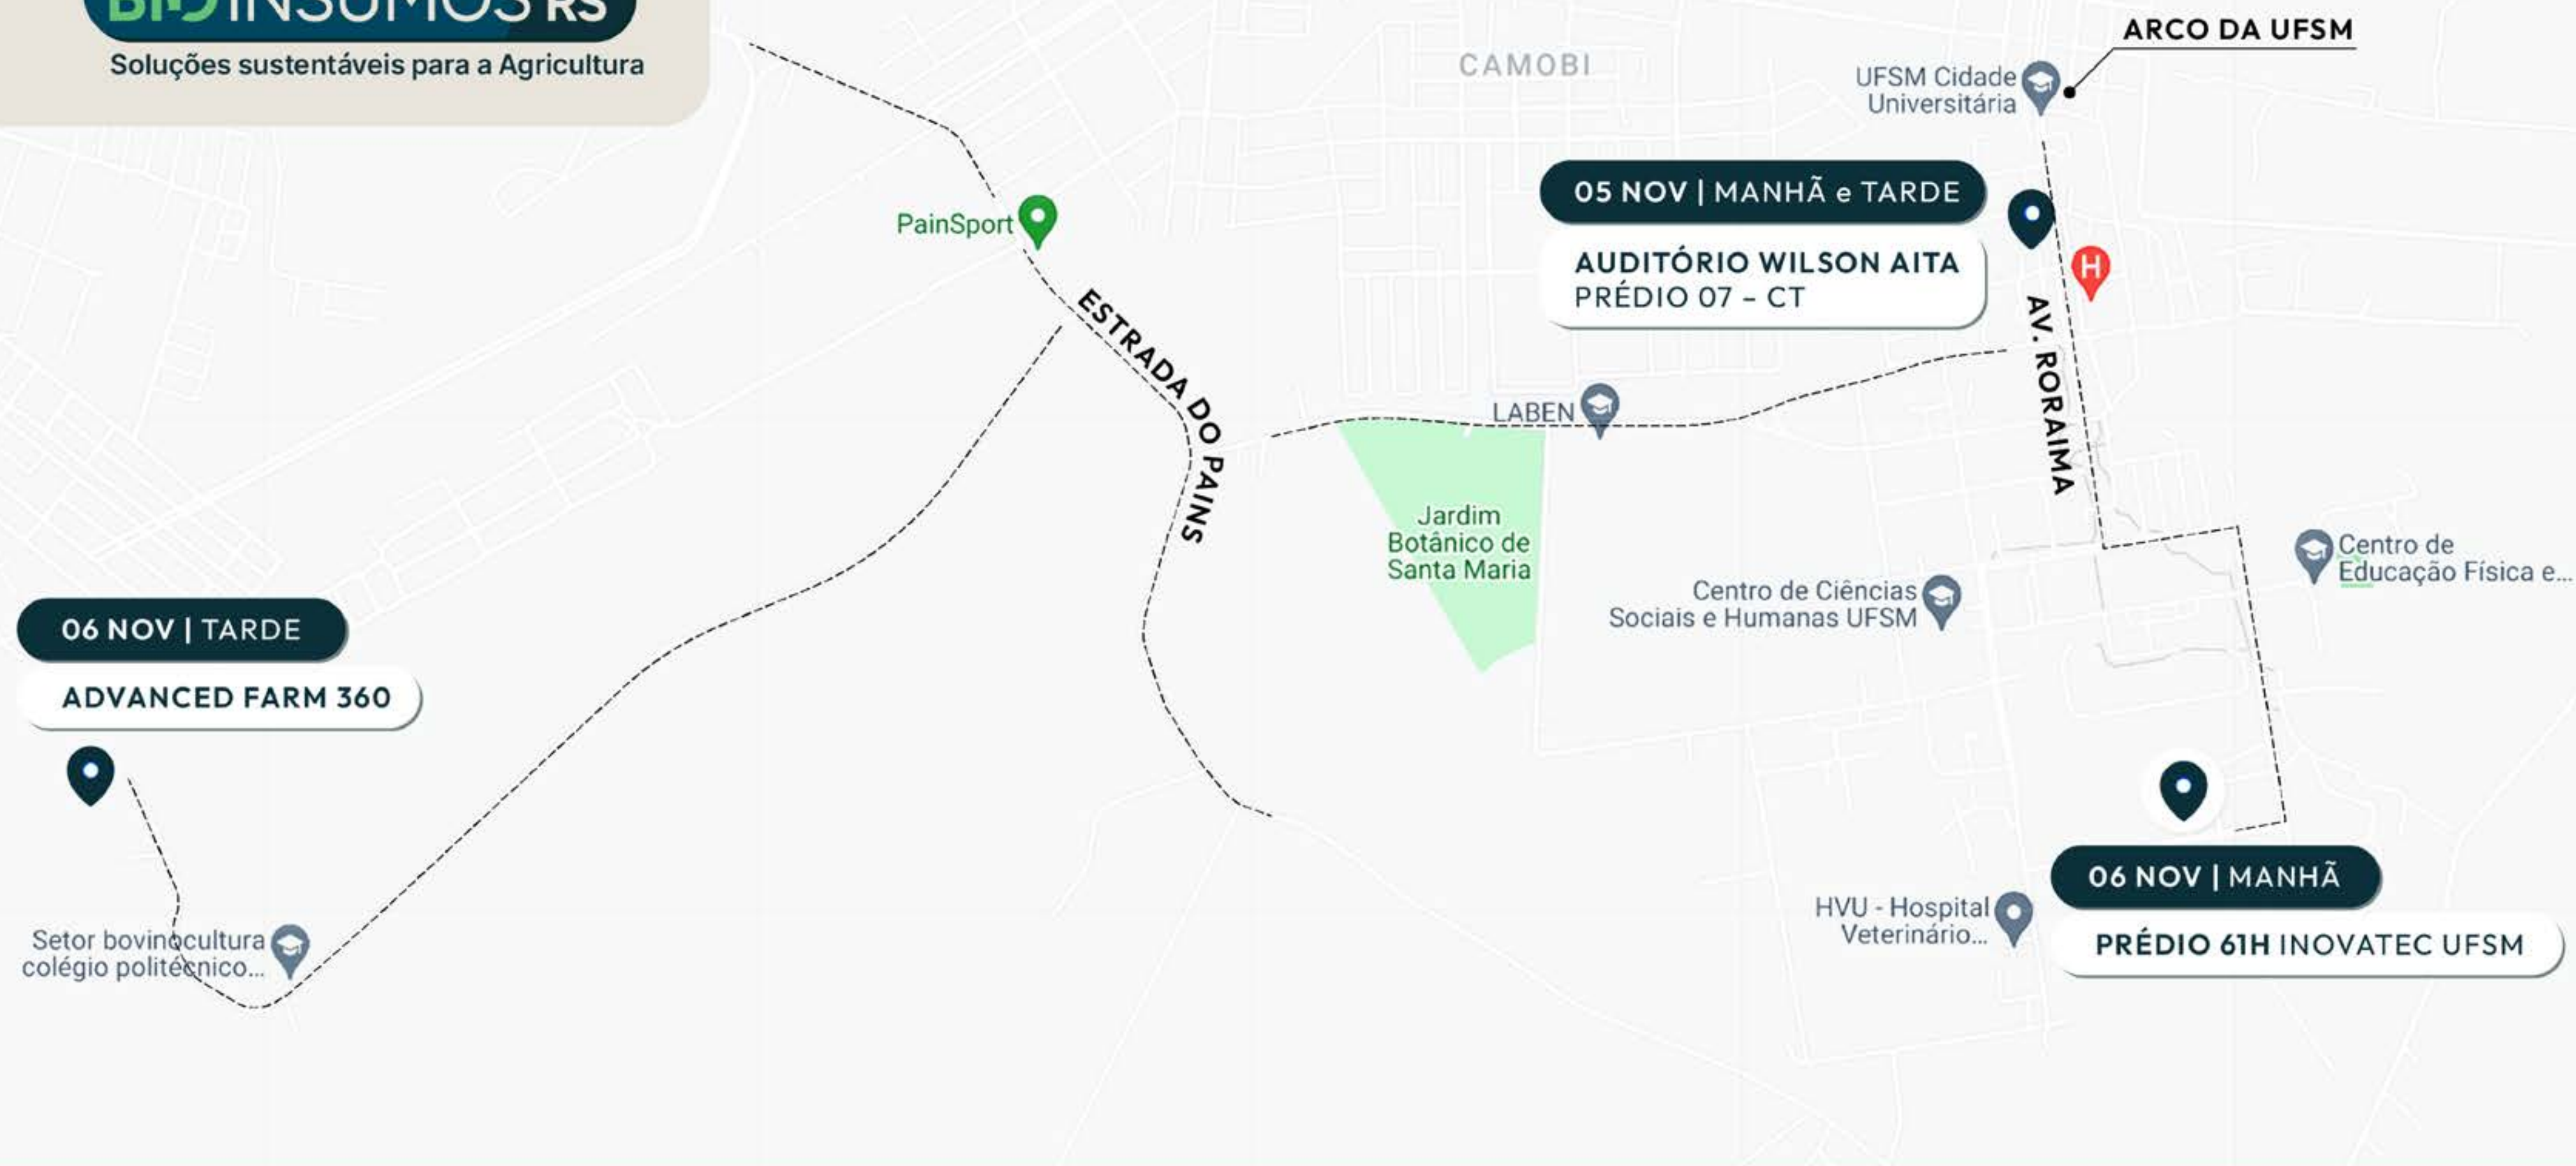 BIOINSUMOS RS
Soluções sustentáveis para a Agricultura
CAMOBI
ARCO DA UFSM
UFSM Cidade
Universitária
05 NOV | MANHÃ e TARDE
AUDITÓRIO WILSON AITA
PRÉDIO 07 – CT
PainSport
H
ESTRADA DO PAINS
AV. RORAIMA
LABEN
Jardim
Botânico de
Santa Maria
Centro de
Educação Física e...
Centro de Ciências
Sociais e Humanas UFSM
06 NOV | TARDE
ADVANCED FARM 360
06 NOV | MANHÃ
PRÉDIO 61H INOVATEC UFSM
HVU - Hospital
Veterinário...
Setor bovinocultura
colégio politécnico...